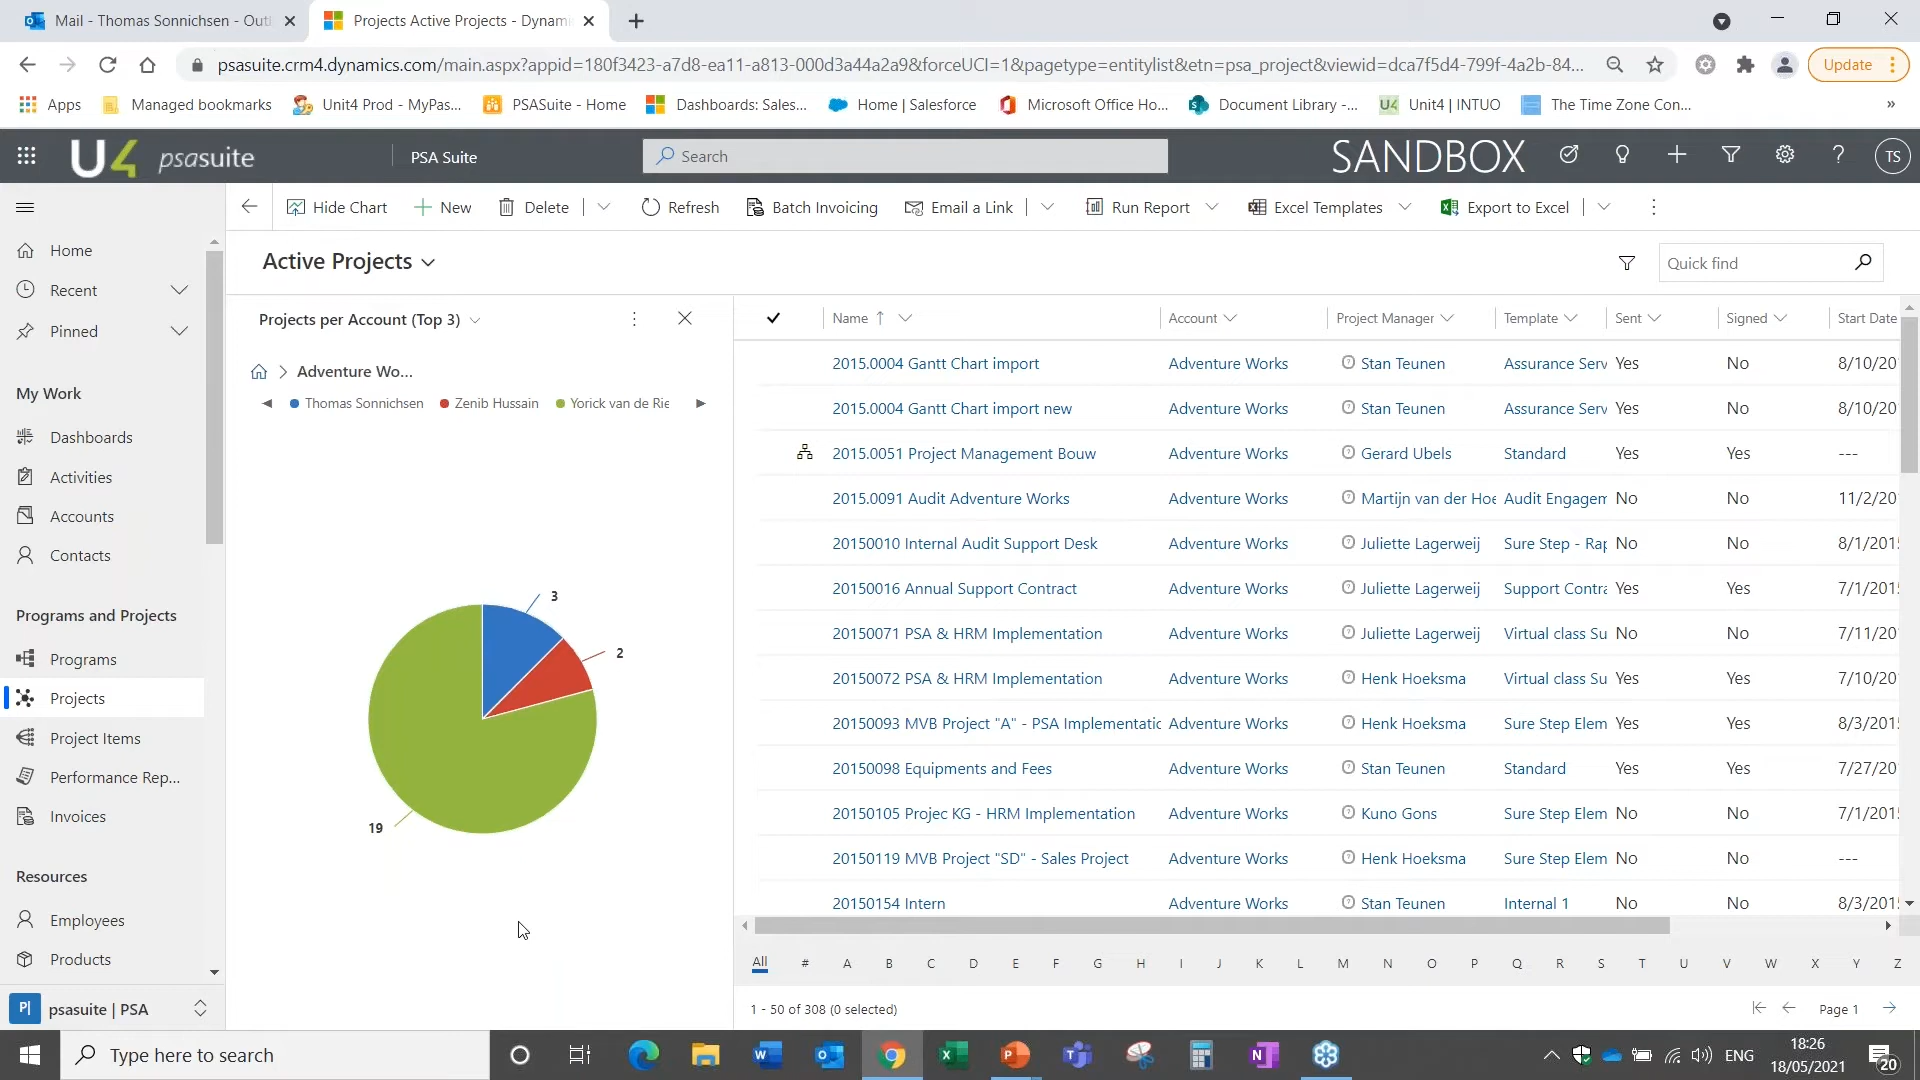 Mail - Thomas Sonnichsen - Outl
Projects Active Projects - Dynami
psasuite.crm4.dynamics.com/main.aspx?appid=180f3423-a7d8-ea11-a813-000d3a44a2a9&forceUCI=1&pagetype=entitylist&etn=psa_project&viewid=dca7f5d4-799f-4a2b-84...
Update
Apps
Managed bookmarks
Unit4 Prod - MyPas...
PSASuite - Home
Dashboards: Sales...
Home | Salesforce
Microsoft Office Ho...
Document Library -...
U4 Unit4 | INTUO
The Time Zone Con...
»
U4 psasuite
PSA Suite
Search
SANDBOX
TS
Hide Chart
New
Delete
Refresh
Batch Invoicing
Email a Link
Run Report
Excel Templates
Export to Excel
Home
Recent
Pinned
My Work
Dashboards
Activities
Accounts
Contacts
Programs and Projects
Programs
Projects
Project Items
Performance Rep...
Invoices
Resources
Employees
Products
P| psasuite | PSA
Active Projects
Quick find
Projects per Account (Top 3)
Adventure Wo...
Thomas Sonnichsen Zenib Hussain Yorick van de Rie
3
2
19
Name Account Project Manager Template Sent Signed Start Date
2015.0004 Gantt Chart import Adventure Works Stan Teunen Assurance Serv Yes No 8/10/20
2015.0004 Gantt Chart import new Adventure Works Stan Teunen Assurance Serv Yes No 8/10/20
2015.0051 Project Management Bouw Adventure Works Gerard Ubels Standard Yes Yes ---
2015.0091 Audit Adventure Works Adventure Works Martijn van der Hoe Audit Engagem No No 11/2/20
20150010 Internal Audit Support Desk Adventure Works Juliette Lagerweij Sure Step - Rap No No 8/1/201
20150016 Annual Support Contract Adventure Works Juliette Lagerweij Support Contra Yes Yes 7/1/201
20150071 PSA & HRM Implementation Adventure Works Juliette Lagerweij Virtual class Su No No 7/11/20
20150072 PSA & HRM Implementation Adventure Works Henk Hoeksma Virtual class Su Yes Yes 7/10/20
20150093 MVB Project "A" - PSA Implementatic Adventure Works Henk Hoeksma Sure Step Elem Yes Yes 8/3/201
20150098 Equipments and Fees Adventure Works Stan Teunen Standard Yes Yes 7/27/20
20150105 Projec KG - HRM Implementation Adventure Works Kuno Gons Sure Step Elem No No 7/1/201
20150119 MVB Project "SD" - Sales Project Adventure Works Henk Hoeksma Sure Step Elem No No ---
20150154 Intern Adventure Works Stan Teunen Internal 1 No No 8/3/201
All # A B C D E F G H I J K L M N O P Q R S T U V W X Y Z
1 - 50 of 308 (0 selected)
Page 1
Type here to search
ENG
18:26
18/05/2021
20